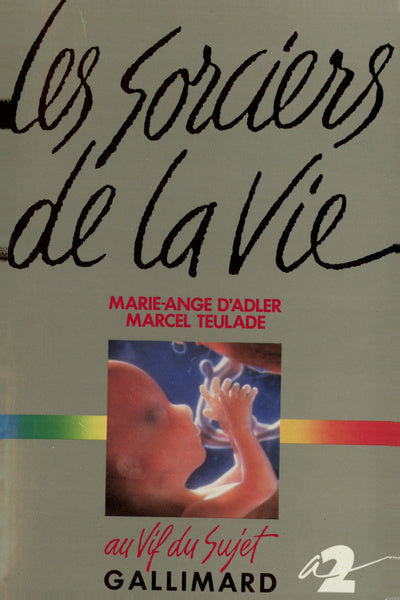 Les Sorciers
de la Vie
MARIE-ANGE D'ADLER
MARCEL TEULADE
au Vif du Sujet
GALLIMARD
a2